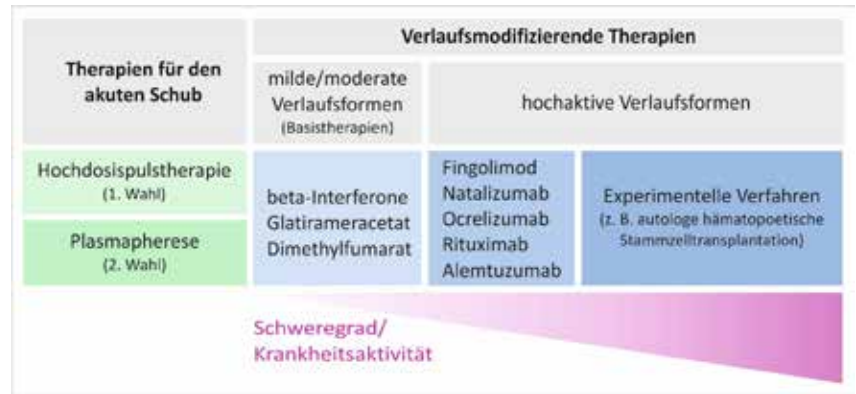 Therapien für den
akuten Schub
Verlaufsmodifizierende Therapien
milde/moderate
Verlaufsformen
(Basistherapien)
hochaktive Verlaufsformen
Hochdosispulstherapie
(1. Wahl)
Plasmapherese
(2. Wahl)
beta-Interferone
Glatirameracetat
Dimethylfumarat
Fingolimod
Natalizumab
Ocrelizumab
Rituximab
Alemtuzumab
Experimentelle Verfahren
(z. B. autologe hämatopoetische
Stammzelltransplantation)
Schweregrad/
Krankheitsaktivität